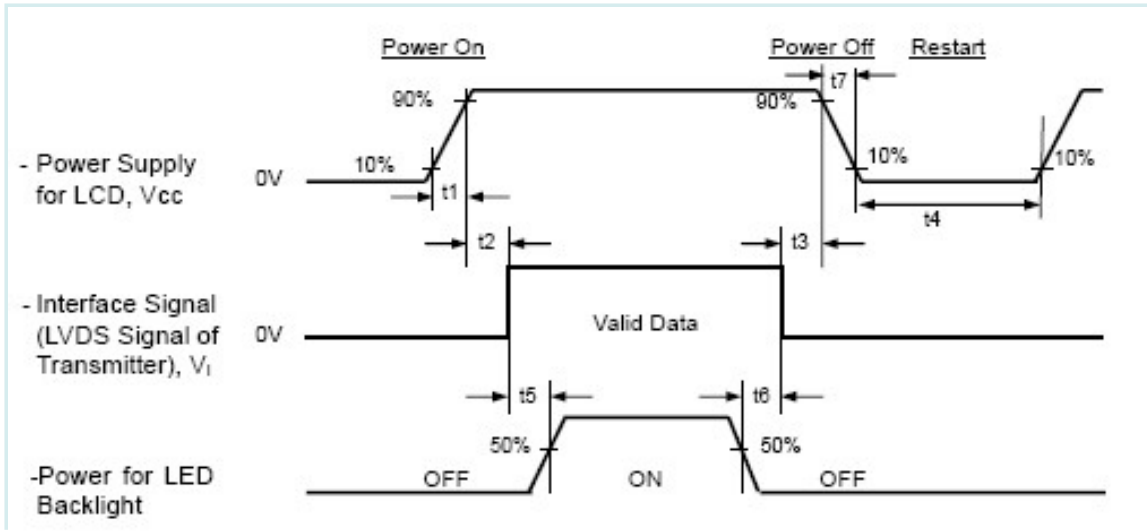 Power On
Power Off
Restart
t7
90%
90%
- Power Supply
for LCD, Vcc
0V
10%
10%
10%
t1
t4
t2
t3
- Interface Signal
(LVDS Signal of
Transmitter), VI
0V
Valid Data
t5
t6
50%
50%
-Power for LED
Backlight
OFF
ON
OFF